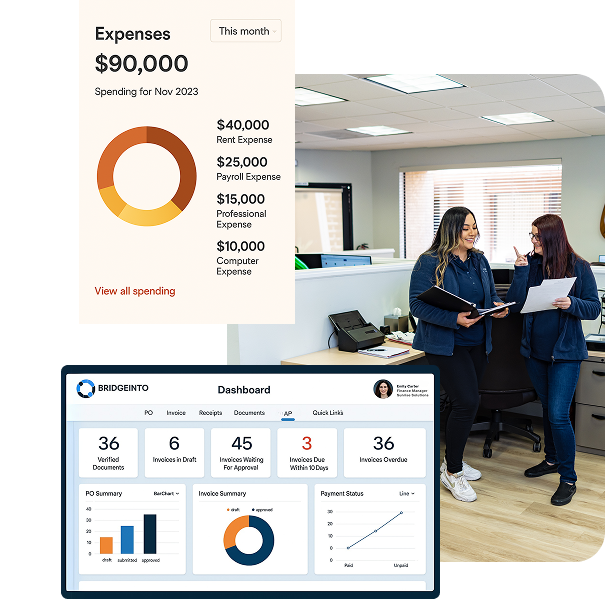 Expenses
This month
$90,000
Spending for Nov 2023
$40,000
Rent Expense
$25,000
Payroll Expense
$15,000
Professional
Expense
$10,000
Computer
Expense
View all spending
BRIDGEINTO
Dashboard
Emily Carter
Finance Manager
Sunrise Solutions
PO Invoice Receipts Documents AP Quick Links
36
Verified
Documents
6
Invoices in Draft
45
Invoices Waiting
For Approval
3
Invoices Due
Within 10 Days
36
Invoices Overdue
PO Summary
BarChart
40
30
20
10
0
draft submitted approved
Invoice Summary
draft approved
Payment Status
Line
30
20
10
0
0
Paid Unpaid